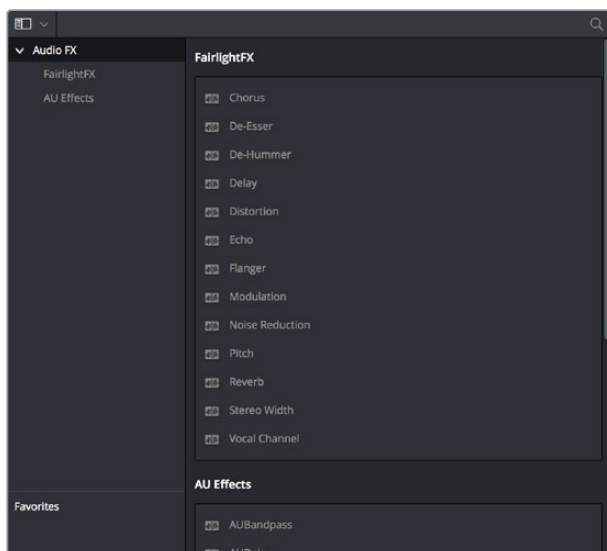 Audio FX
FairlightFX
AU Effects
Favorites
FairlightFX
Chorus
De-Esser
De-Hummer
Delay
Distortion
Echo
Flanger
Modulation
Noise Reduction
Pitch
Reverb
Stereo Width
Vocal Channel
AU Effects
AUBandpass